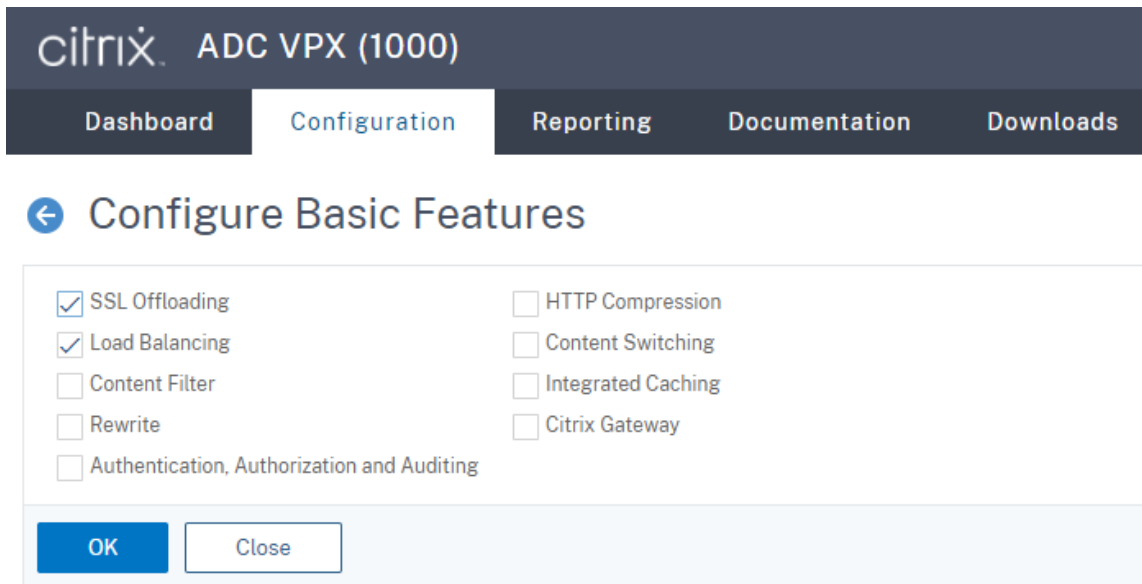 citrix. ADC VPX (1000)
Dashboard Configuration Reporting Documentation Downloads
Configure Basic Features
SSL Offloading HTTP Compression
Load Balancing Content Switching
Content Filter Integrated Caching
Rewrite Citrix Gateway
Authentication, Authorization and Auditing
OK Close